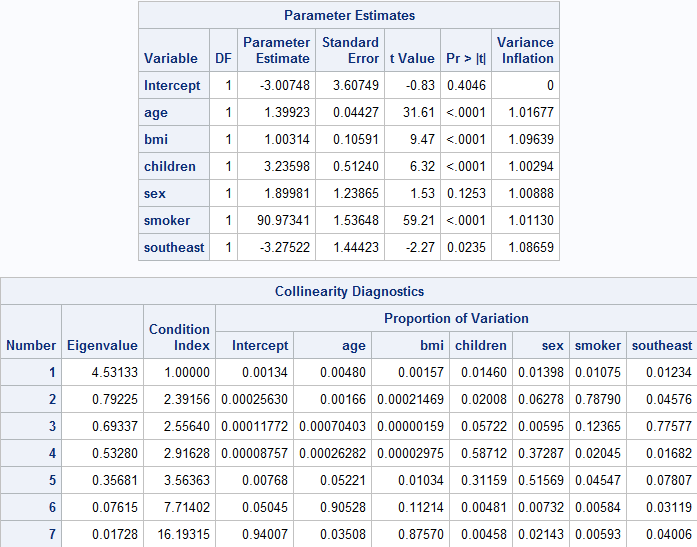 Parameter Estimates
Variable DF Parameter Estimate Standard Error t Value Pr > |t| Variance Inflation
Intercept 1 -3.00748 3.60749 -0.83 0.4046 0
age 1 1.39923 0.04427 31.61 <.0001 1.01677
bmi 1 1.00314 0.10591 9.47 <.0001 1.09639
children 1 3.23598 0.51240 6.32 <.0001 1.00294
sex 1 1.89981 1.23865 1.53 0.1253 1.00888
smoker 1 90.97341 1.53648 59.21 <.0001 1.01130
southeast 1 -3.27522 1.44423 -2.27 0.0235 1.08659
Collinearity Diagnostics
Number Eigenvalue Condition Index Proportion of Variation
Intercept age bmi children sex smoker southeast
1 4.53133 1.00000 0.00134 0.00480 0.00157 0.01460 0.01398 0.01075 0.01234
2 0.79225 2.39156 0.00025630 0.00166 0.00021469 0.02008 0.06278 0.78790 0.04576
3 0.69337 2.55640 0.00011772 0.00070403 0.00000159 0.05722 0.00595 0.12365 0.77577
4 0.53280 2.91628 0.00008757 0.00026282 0.00002975 0.58712 0.37287 0.02045 0.01682
5 0.35681 3.56363 0.00768 0.05221 0.01034 0.31159 0.51569 0.04547 0.07807
6 0.07615 7.71402 0.05045 0.90528 0.11214 0.00481 0.00732 0.00584 0.03119
7 0.01728 16.19315 0.94007 0.03508 0.87570 0.00458 0.02143 0.00593 0.04006